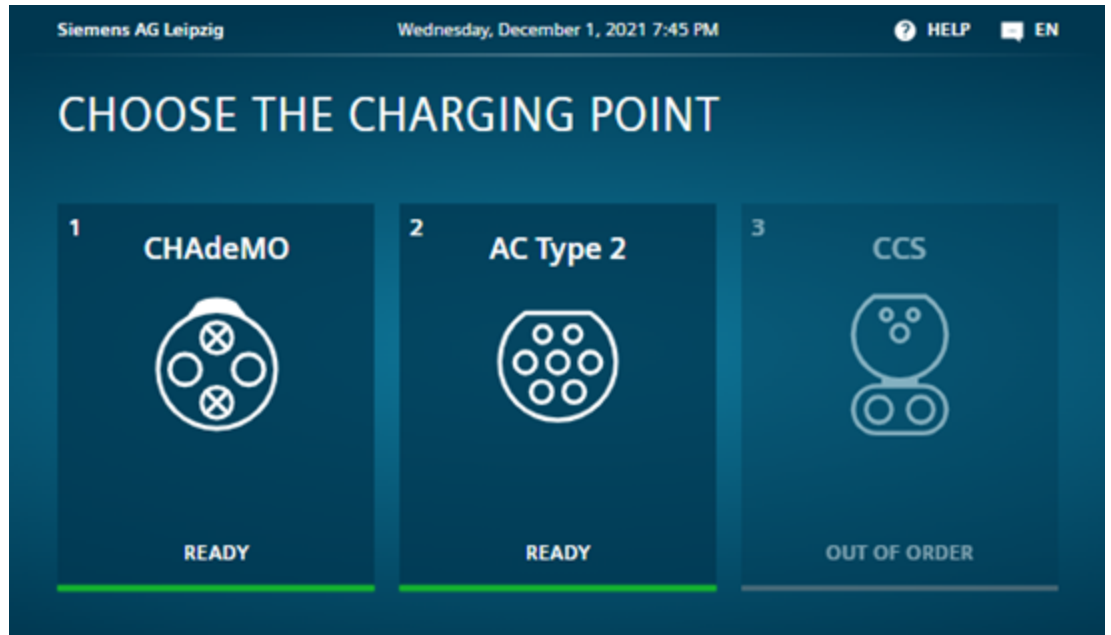 Siemens AG Leipzig Wednesday, December 1, 2021 7:45 PM ? HELP EN
CHOOSE THE CHARGING POINT
1 CHAdeMO
2 AC Type 2
3 CCS
READY
READY
OUT OF ORDER